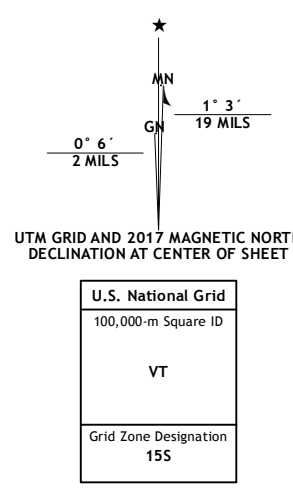 ★
MN
1° 3´
19 MILS
GN
0° 6´
2 MILS
UTM GRID AND 2017 MAGNETIC NORT
DECLINATION AT CENTER OF SHEET
U.S. National Grid
100,000-m Square ID
VT
Grid Zone Designation
15S